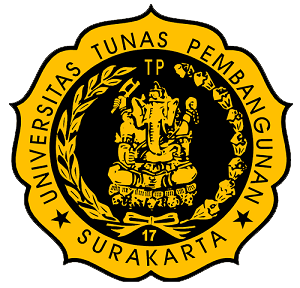 UNIVERSITAS TUNAS PEMBANGUNAN
TP
17
SURAKARTA